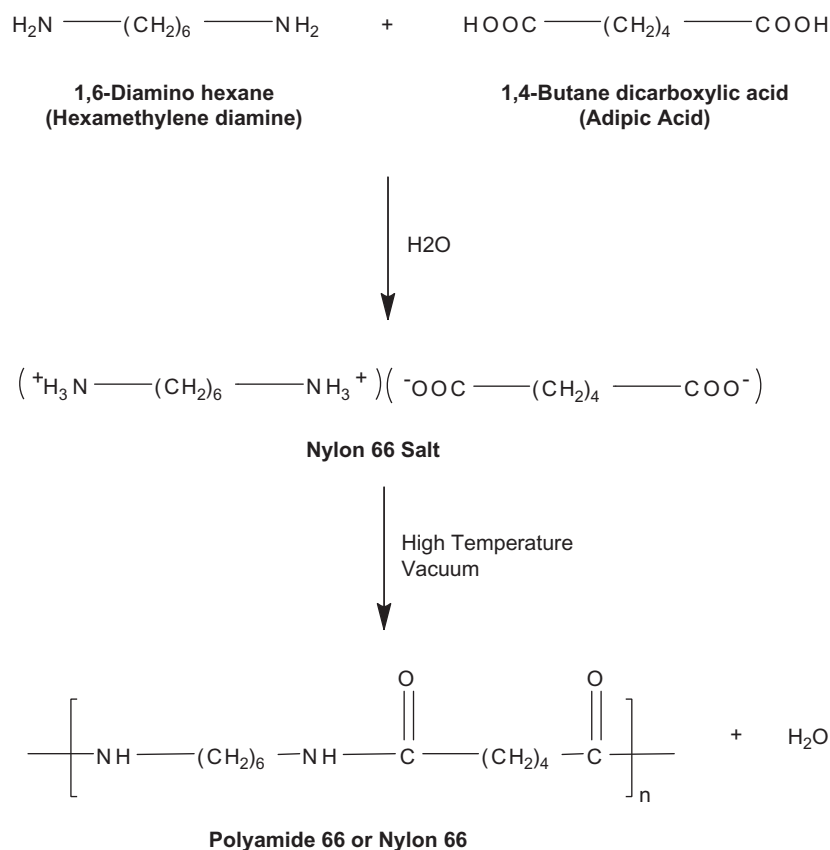 H₂N (CH₂)₆ NH₂ + HOOC (CH₂)₄ COOH
1,6-Diamino hexane 1,4-Butane dicarboxylic acid
(Hexamethylene diamine) (Adipic Acid)
H2O
(⁺H₃N (CH₂)₆ NH₃⁺)(⁻OOC (CH₂)₄ COO⁻)
Nylon 66 Salt
High Temperature
Vacuum
O O
[NH (CH₂)₆ NH C (CH₂)₄ C]n + H₂O
Polyamide 66 or Nylon 66